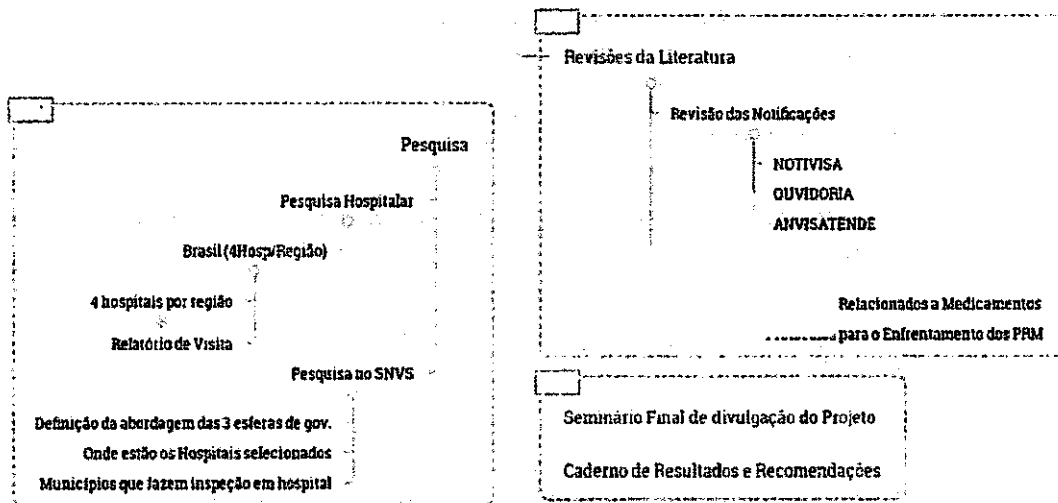 Pesquisa
Pesquisa Hospitalar
Brasil (4Hosp/Região)
4 hospitais por região
Relatório de Visita
Pesquisa no SNVS
Definição da abordagem das 3 esferas de gov.
Onde estão os Hospitais selecionados
Municípios que fazem inspeção em hospital
Revisões da Literatura
Revisão das Notificações
NOTIVISA
OUVIDORIA
ANVISATENDE
Relacionados a Medicamentos
para o Enfrentamento dos PRM
Seminário Final de divulgação do Projeto
Caderno de Resultados e Recomendações